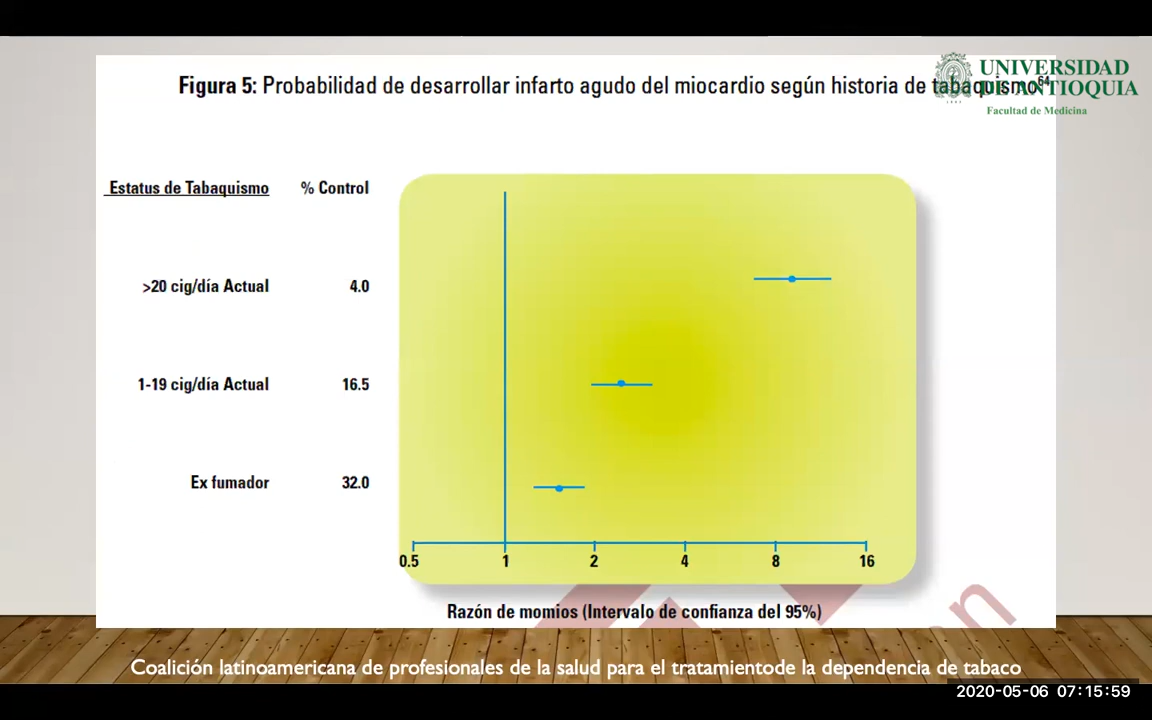 Figura 5: Probabilidad de desarrollar infarto agudo del miocardio según historia de tabaquismo⁶⁴
UNIVERSIDAD
DE ANTIOQUIA
Facultad de Medicina
Estatus de Tabaquismo % Control
>20 cig/día Actual 4.0
1-19 cig/día Actual 16.5
Ex fumador 32.0
0.5 1 2 4 8 16
Razón de momios (Intervalo de confianza del 95%)
Coalición latinoamericana de profesionales de la salud para el tratamientode la dependencia de tabaco
2020-05-06 07:15:59